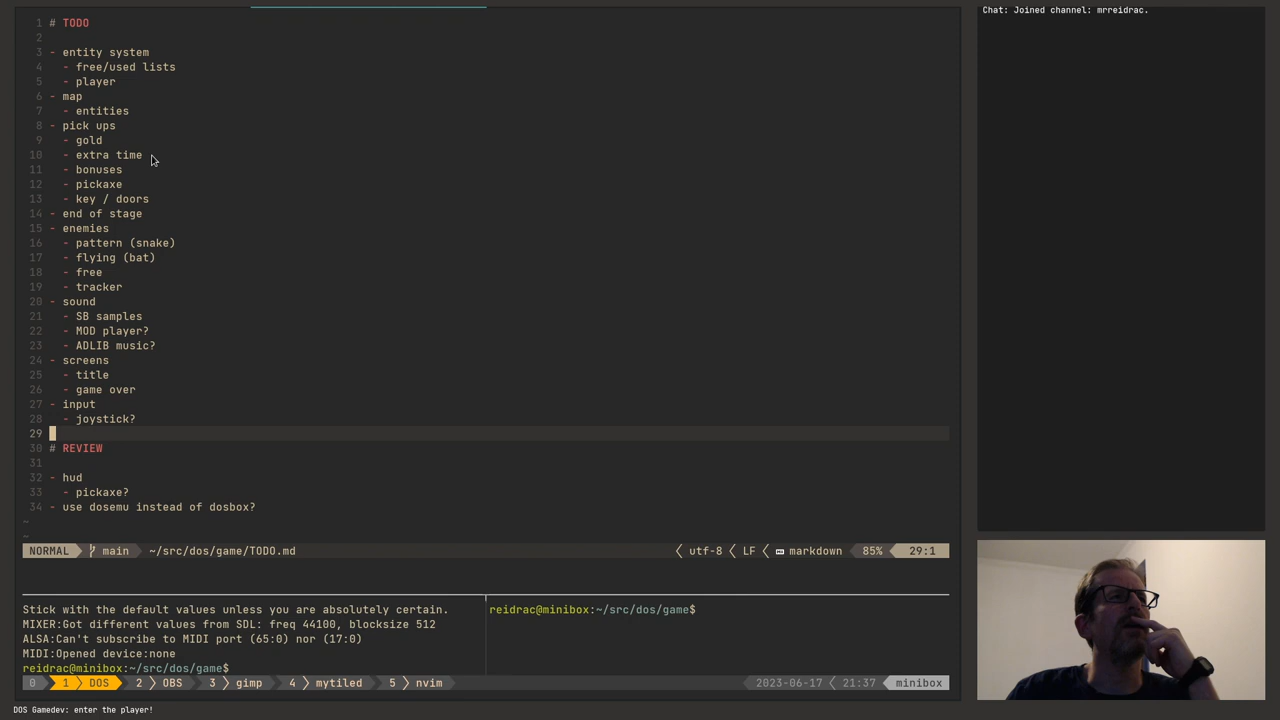 1 # TODO
2
3 - entity system
4 - free/used lists
5 - player
6 - map
7 - entities
8 - pick ups
9 - gold
10 - extra time
11 - bonuses
12 - pickaxe
13 - key / doors
14 - end of stage
15 - enemies
16 - pattern (snake)
17 - flying (bat)
18 - free
19 - tracker
20 - sound
21 - SB samples
22 - MOD player?
23 - ADLIB music?
24 - screens
25 - title
26 - game over
27 - input
28 - joystick?
29
30 # REVIEW
31
32 - hud
33 - pickaxe?
34 - use dosemu instead of dosbox?
~
~
NORMAL main ~/src/dos/game/TODO.md utf-8 LF markdown 85% 29:1
Stick with the default values unless you are absolutely certain.
MIXER:Got different values from SDL: freq 44100, blocksize 512
ALSA:Can't subscribe to MIDI port (65:0) nor (17:0)
MIDI:Opened device:none
reidrac@minibox:~/src/dos/game$
reidrac@minibox:~/src/dos/game$
0 1 DOS 2 OBS 3 gimp 4 mytiled 5 nvim 2023-06-17 21:37 minibox
DOS Gamedev: enter the player!
Chat: Joined channel: mrreidrac.